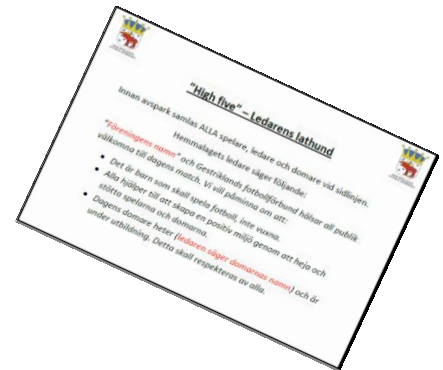 "High five" – Ledarens lathund
Innan avspark samlas ALLA spelare, ledare och domare vid sidlinjen.
Hemmalagets ledare säger följande:
"Föreningens namn" och Gestriklands fotbollförbund hälsar all publik
välkomna till dagens match. Vi vill påminna om att:
• Det är barn som skall spela fotboll, inte vuxna.
• Alla hjälper till att skapa en positiv miljö genom att heja och
stötta spelarna och domarna.
• Dagens domare heter (ledaren säger domarnas namn) och är
under utbildning. Detta skall respekteras av alla.